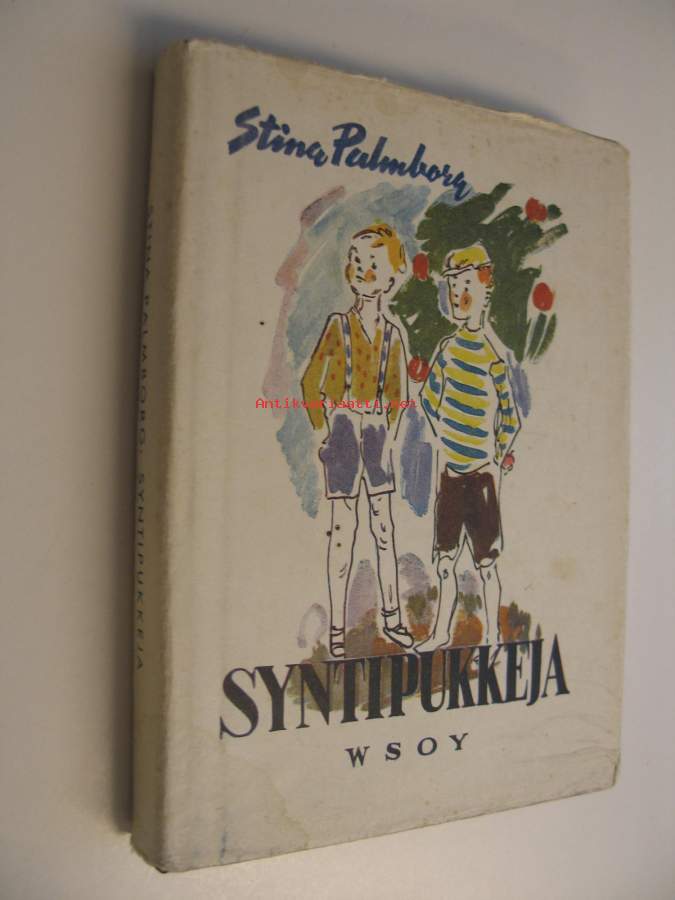 Stina Palmborg
Antikvariaatti.net
SYNTIPUKKEJA
WSOY
STINA PALMBORG: SYNTIPUKKEJA